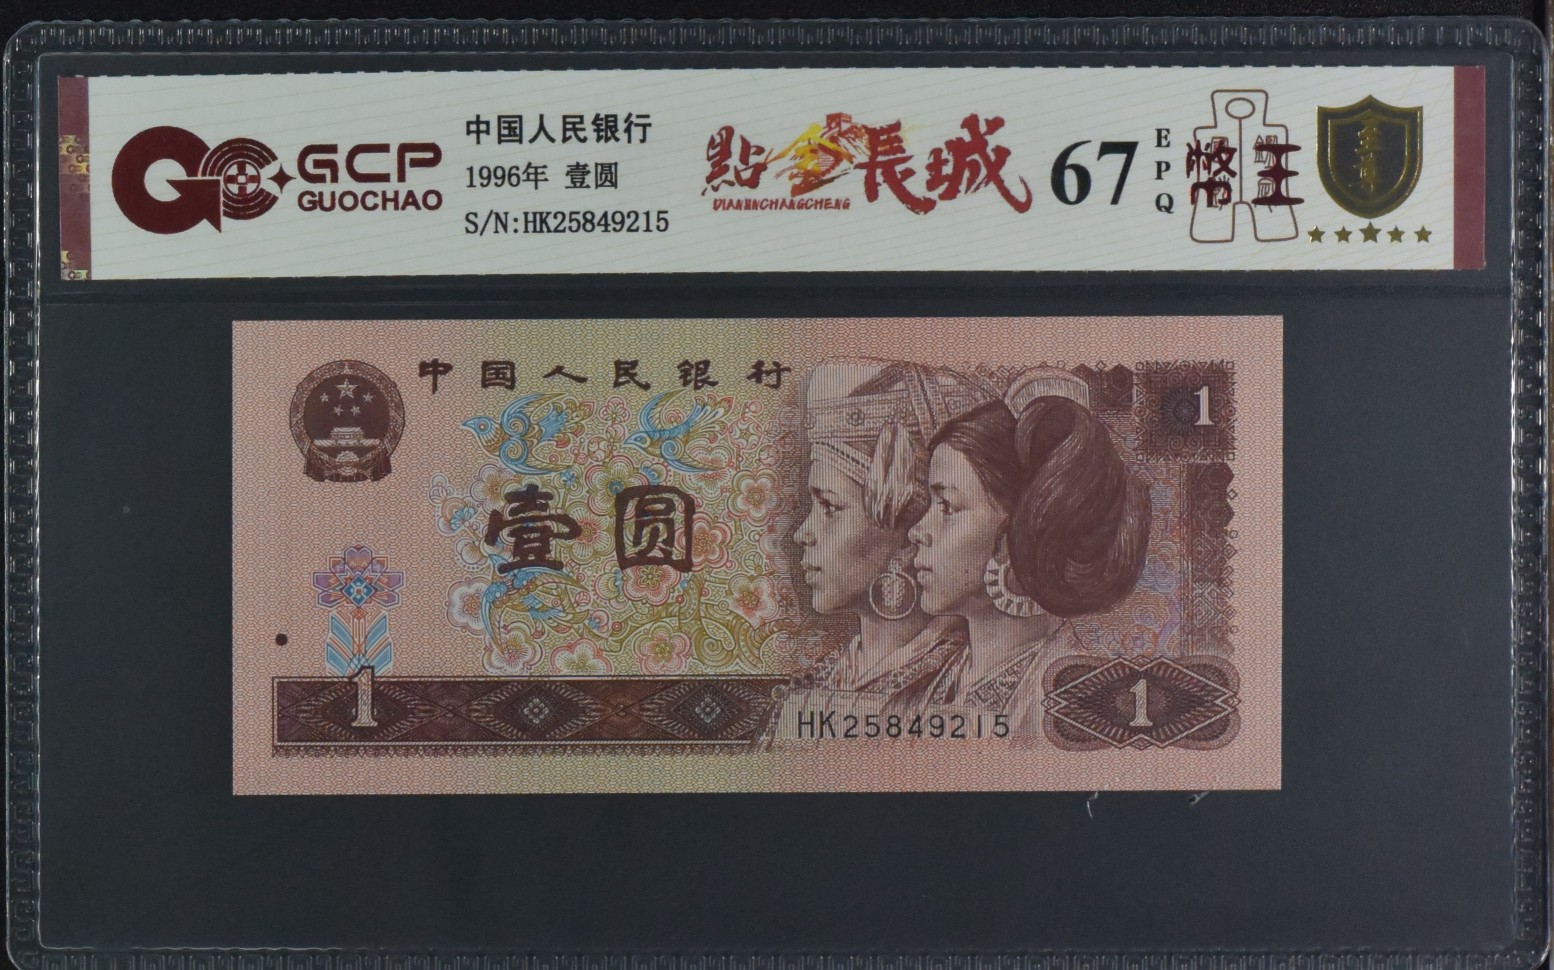 GCP
GUOCHAO
中国人民银行
1996年 壹圆
S/N:HK25849215
點金長城
DIANJINCHANGCHENG
67
EPQ
中国人民银行
1
壹圆
1
HK25849215
1